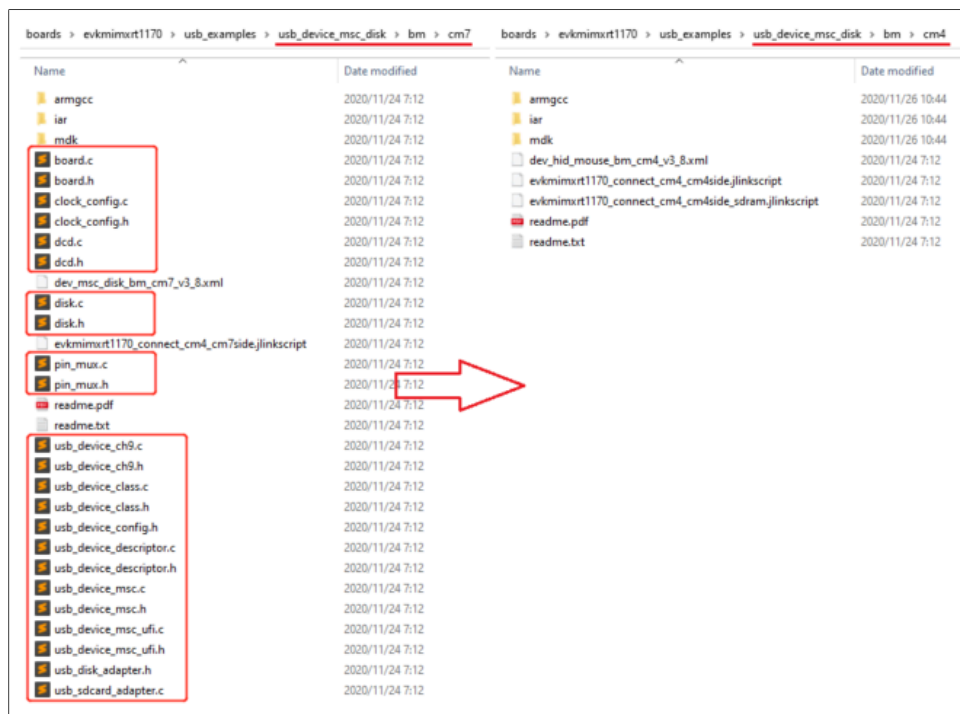 boards > evkmimxrt1170 > usb_examples > usb_device_msc_disk > bm > cm7
Name Date modified
armgcc 2020/11/24 7:12
iar 2020/11/24 7:12
mdk 2020/11/24 7:12
board.c 2020/11/24 7:12
board.h 2020/11/24 7:12
clock_config.c 2020/11/24 7:12
clock_config.h 2020/11/24 7:12
dcd.c 2020/11/24 7:12
dcd.h 2020/11/24 7:12
dev_msc_disk_bm_cm7_v3_8.xml 2020/11/24 7:12
disk.c 2020/11/24 7:12
disk.h 2020/11/24 7:12
evkmimxrt1170_connect_cm4_cm7side.jlinkscript 2020/11/24 7:12
pin_mux.c 2020/11/24 7:12
pin_mux.h 2020/11/24 7:12
readme.pdf 2020/11/24 7:12
readme.txt 2020/11/24 7:12
usb_device_ch9.c 2020/11/24 7:12
usb_device_ch9.h 2020/11/24 7:12
usb_device_class.c 2020/11/24 7:12
usb_device_class.h 2020/11/24 7:12
usb_device_config.h 2020/11/24 7:12
usb_device_descriptor.c 2020/11/24 7:12
usb_device_descriptor.h 2020/11/24 7:12
usb_device_msc.c 2020/11/24 7:12
usb_device_msc.h 2020/11/24 7:12
usb_device_msc_ufi.c 2020/11/24 7:12
usb_device_msc_ufi.h 2020/11/24 7:12
usb_disk_adapter.h 2020/11/24 7:12
usb_sdcard_adapter.c 2020/11/24 7:12
boards > evkmimxrt1170 > usb_examples > usb_device_msc_disk > bm > cm4
Name Date modified
armgcc 2020/11/26 10:44
iar 2020/11/26 10:44
mdk 2020/11/26 10:44
dev_hid_mouse_bm_cm4_v3_8.xml 2020/11/24 7:12
evkmimxrt1170_connect_cm4_cm4side.jlinkscript 2020/11/24 7:12
evkmimxrt1170_connect_cm4_cm4side_sdram.jlinkscript 2020/11/24 7:12
readme.pdf 2020/11/24 7:12
readme.txt 2020/11/24 7:12